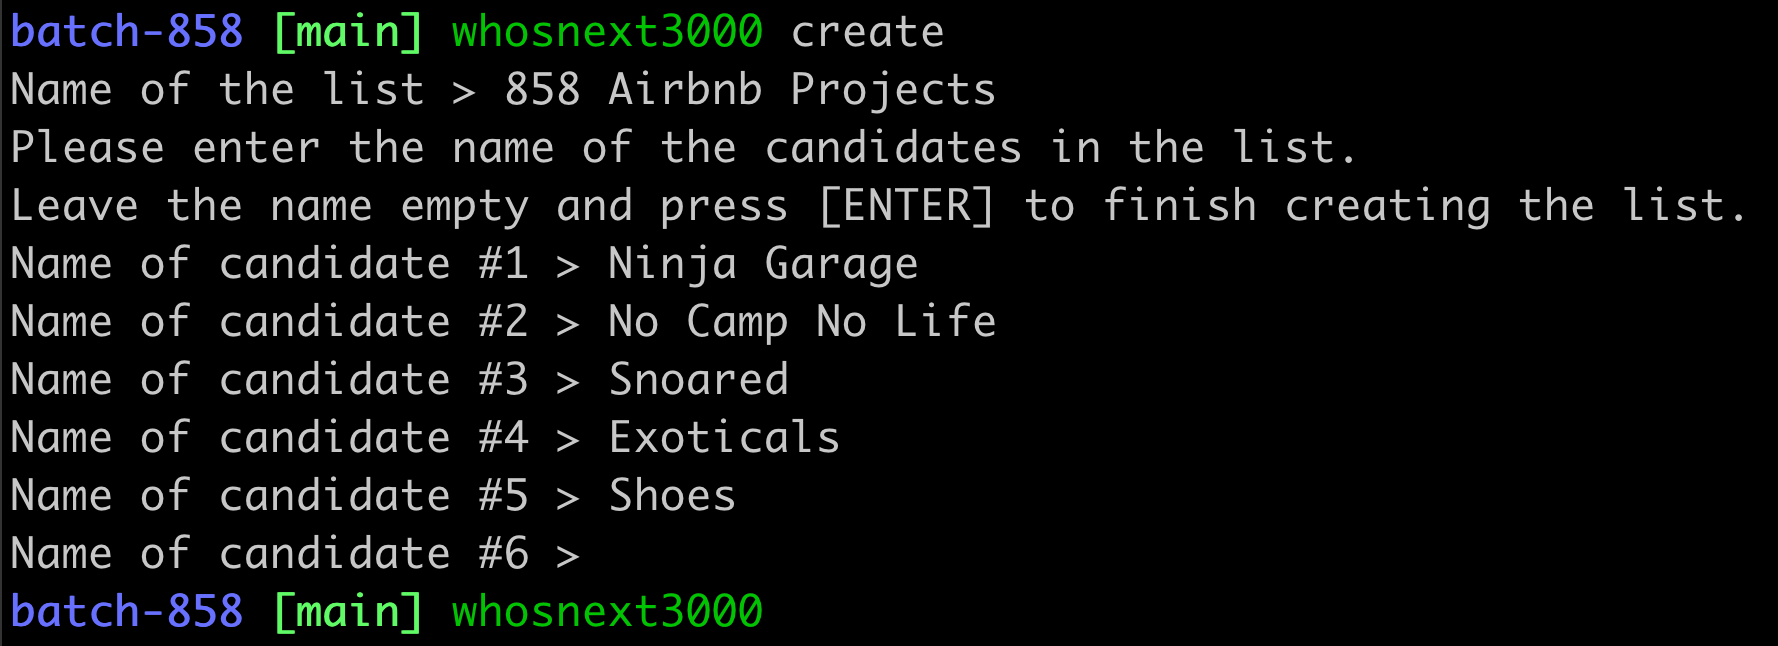 batch-858 [main] whosnext3000 create
Name of the list > 858 Airbnb Projects
Please enter the name of the candidates in the list.
Leave the name empty and press [ENTER] to finish creating the list.
Name of candidate #1 > Ninja Garage
Name of candidate #2 > No Camp No Life
Name of candidate #3 > Snoared
Name of candidate #4 > Exoticals
Name of candidate #5 > Shoes
Name of candidate #6 >
batch-858 [main] whosnext3000